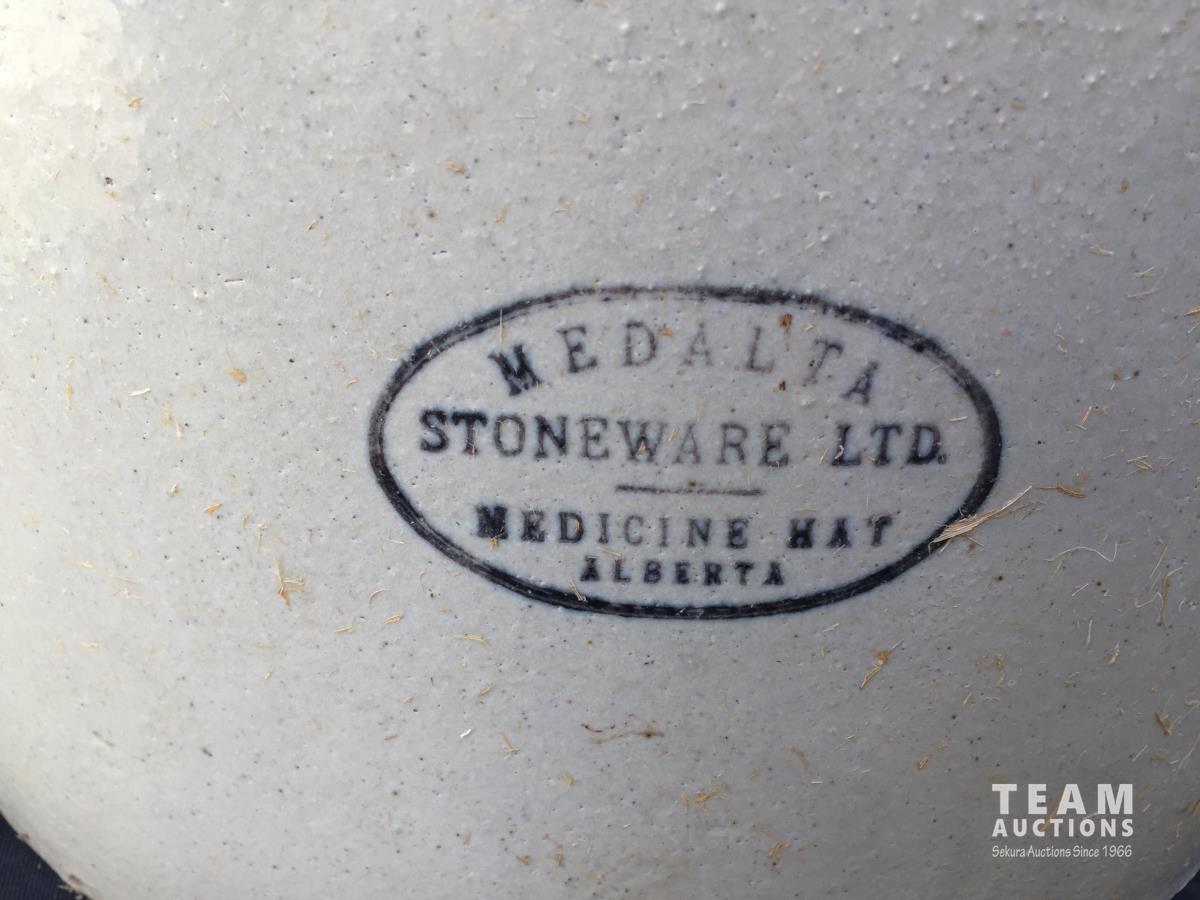 MEDALTA
STONEWARE LTD.
MEDICINE HAT
ALBERTA
TEAM
AUCTIONS
Sekura Auctions Since 1966